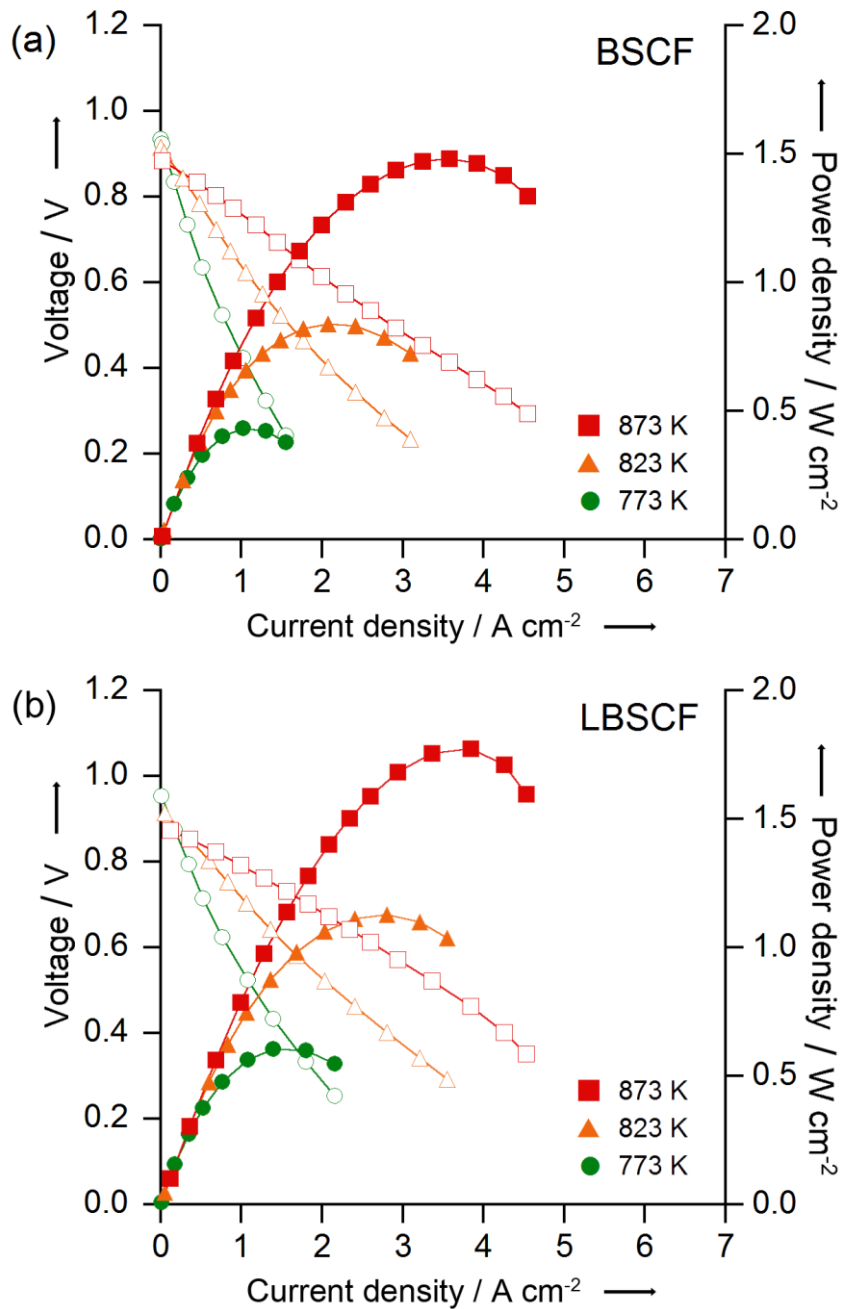 (a)
BSCF
1.2
1.0
0.8
0.6
0.4
0.2
0.0
Voltage / V ⟶
2.0
1.5
1.0
0.5
0.0
Power density / W cm⁻² ⟶
873 K
823 K
773 K
0 1 2 3 4 5 6 7
Current density / A cm⁻² ⟶
(b)
LBSCF
1.2
1.0
0.8
0.6
0.4
0.2
0.0
Voltage / V ⟶
2.0
1.5
1.0
0.5
0.0
Power density / W cm⁻² ⟶
873 K
823 K
773 K
0 1 2 3 4 5 6 7
Current density / A cm⁻² ⟶